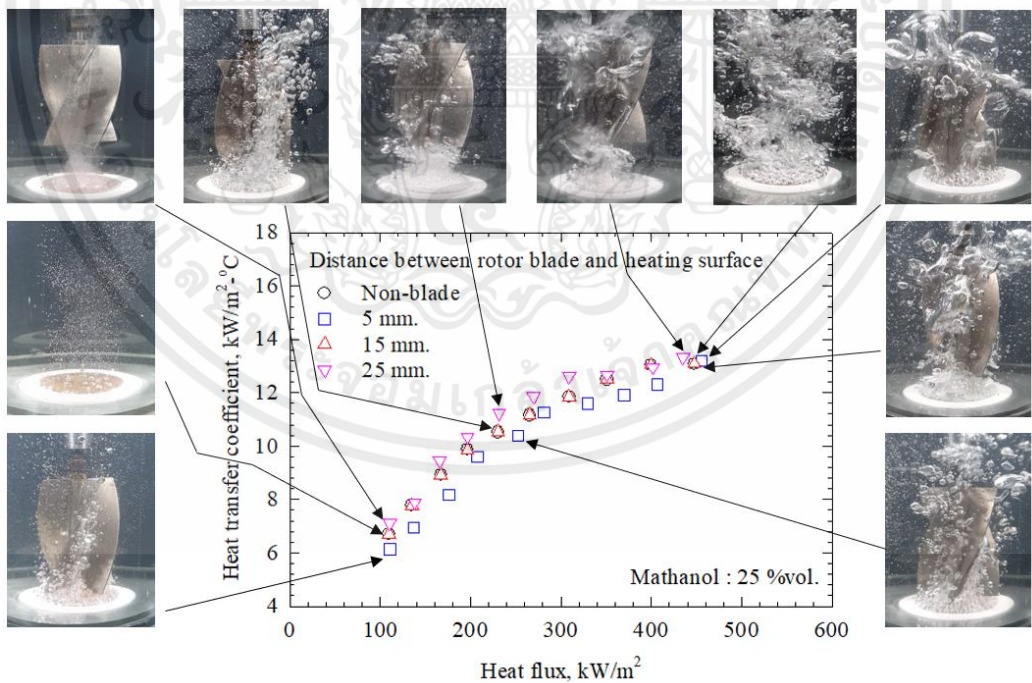 18
16
14
12
10
8
6
4
Heat transfer coefficient, kW/m²-⁰C
Distance between rotor blade and heating surface
Non-blade
5 mm.
15 mm.
25 mm.
Mathanol : 25 %vol.
0 100 200 300 400 500 600
Heat flux, kW/m²